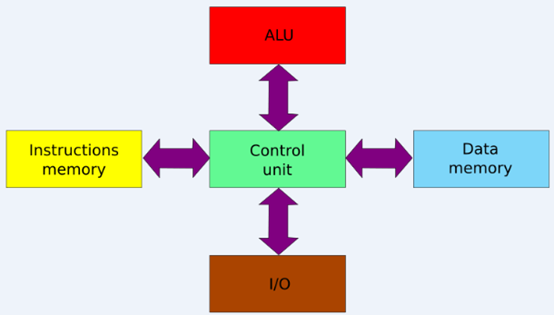 ALU
Instructions
memory
Control
unit
Data
memory
I/O